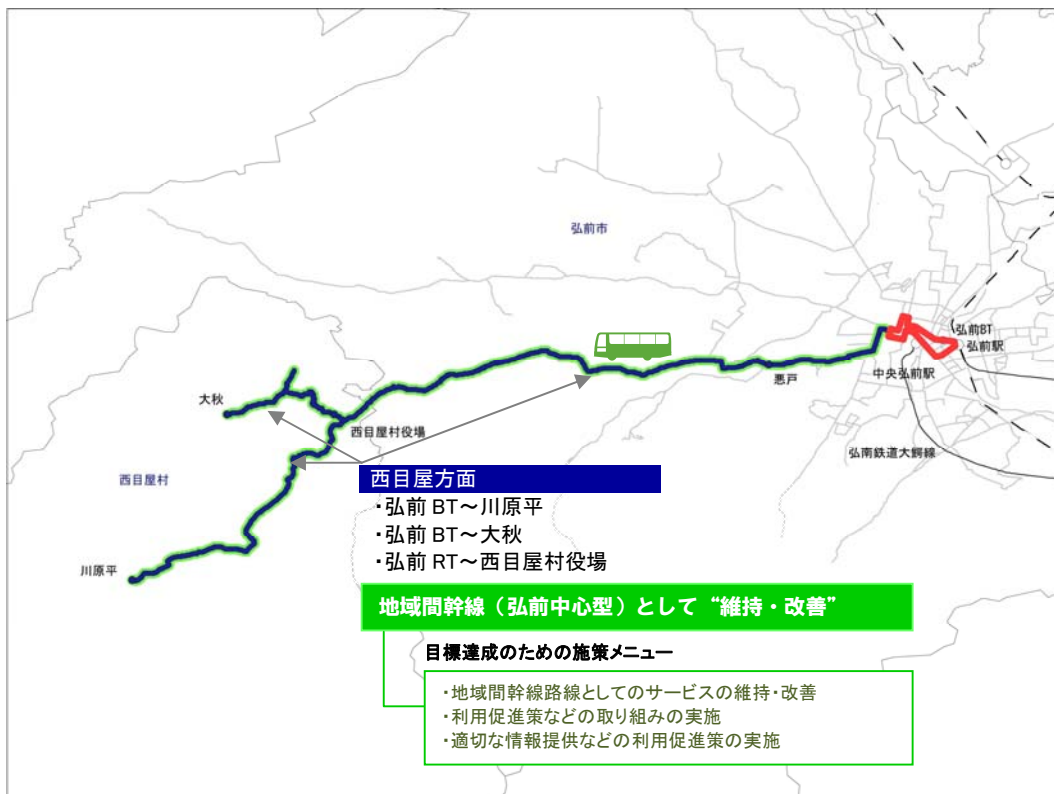 弘前市
弘前BT
弘前駅
中央弘前駅
悪戸
大秋
西目屋村役場
弘南鉄道大鰐線
西目屋村
川原平
西目屋方面
・弘前 BT～川原平
・弘前 BT～大秋
・弘前 RT～西目屋村役場
地域間幹線（弘前中心型）として“維持・改善”
目標達成のための施策メニュー
・地域間幹線路線としてのサービスの維持・改善
・利用促進策などの取り組みの実施
・適切な情報提供などの利用促進策の実施